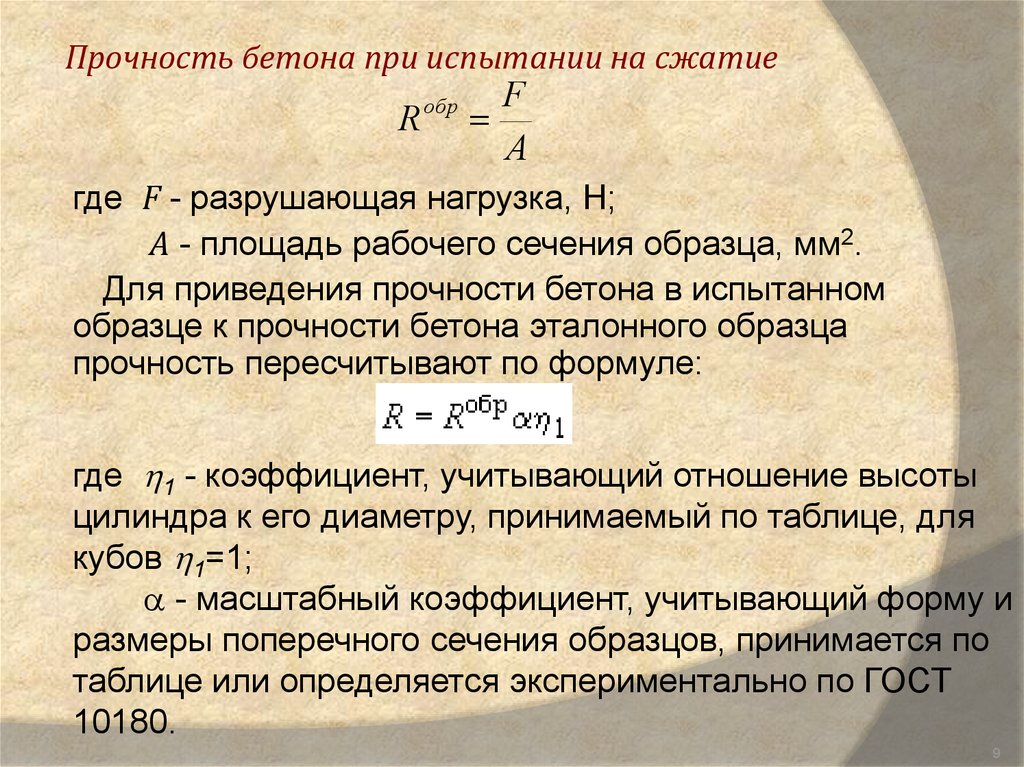 Прочность бетона при испытании на сжатие
R^обр = F/A
где F - разрушающая нагрузка, Н;
A - площадь рабочего сечения образца, мм².
Для приведения прочности бетона в испытанном
образце к прочности бетона эталонного образца
прочность пересчитывают по формуле:
R = R^обр αη₁
где η₁ - коэффициент, учитывающий отношение высоты
цилиндра к его диаметру, принимаемый по таблице, для
кубов η₁=1;
α - масштабный коэффициент, учитывающий форму и
размеры поперечного сечения образцов, принимается по
таблице или определяется экспериментально по ГОСТ
10180.
9